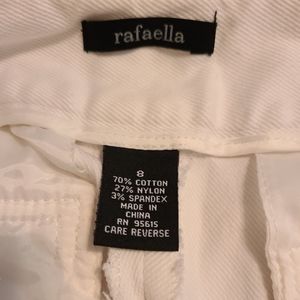 rafaella
8
70% COTTON
27% NYLON
3% SPANDEX
MADE IN
CHINA
RN 95615
CARE REVERSE